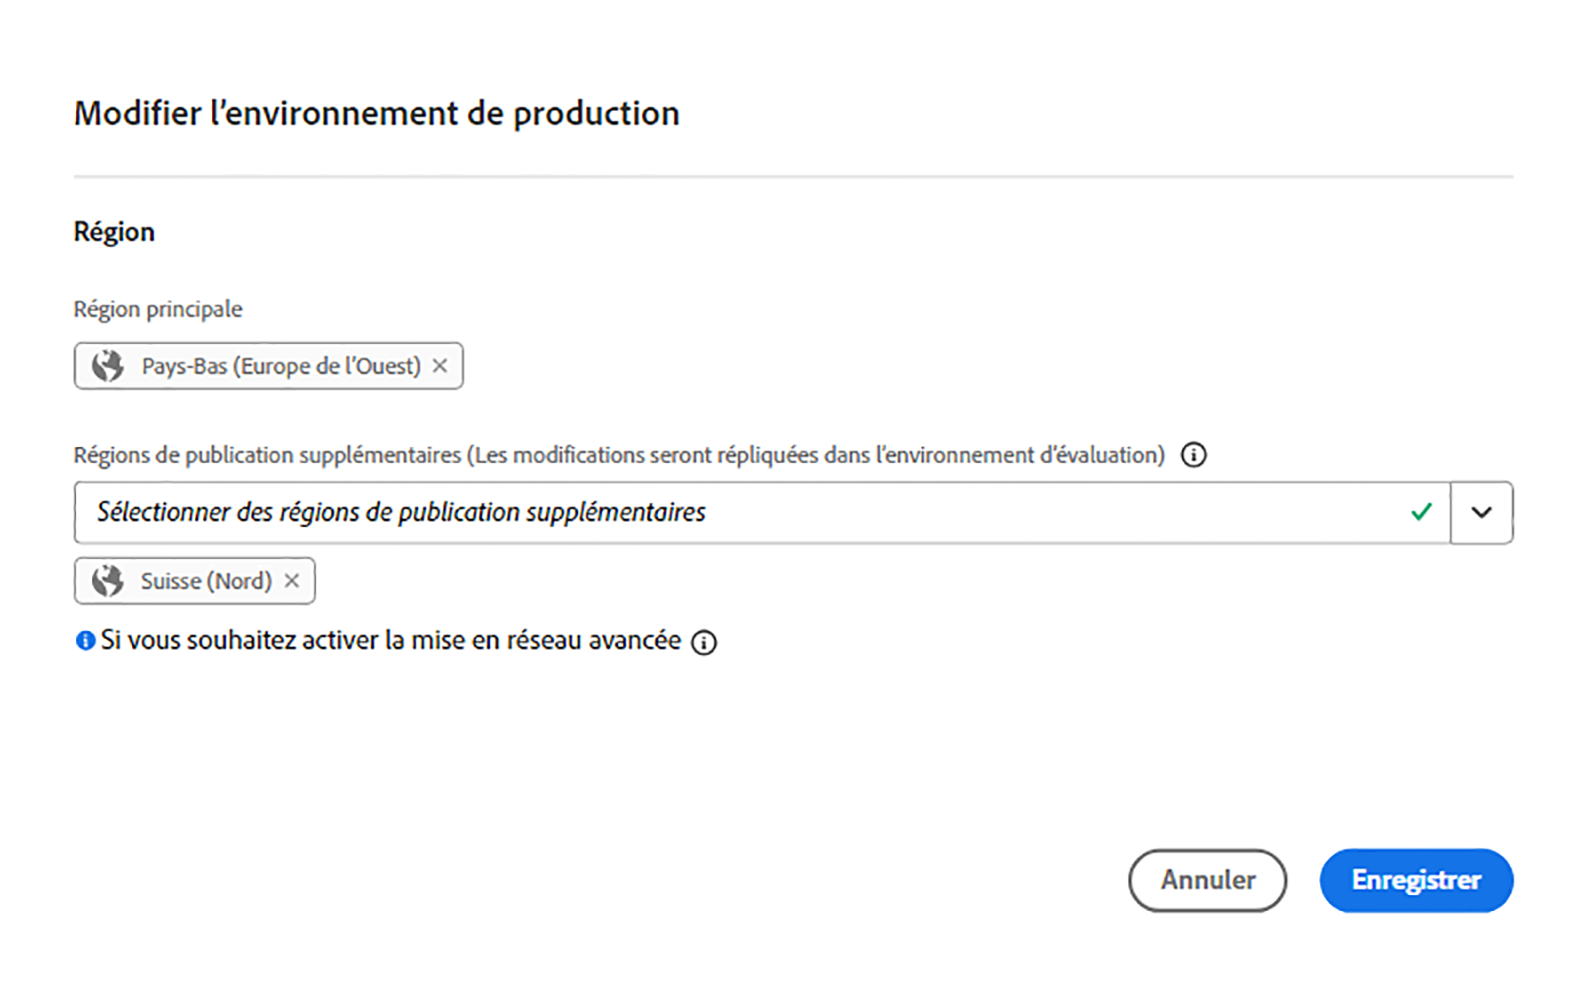 Modifier l’environnement de production
Région
Région principale
Pays-Bas (Europe de l’Ouest)
Régions de publication supplémentaires (Les modifications seront répliquées dans l’environnement d’évaluation)
Sélectionner des régions de publication supplémentaires
Suisse (Nord)
Si vous souhaitez activer la mise en réseau avancée
Annuler
Enregistrer